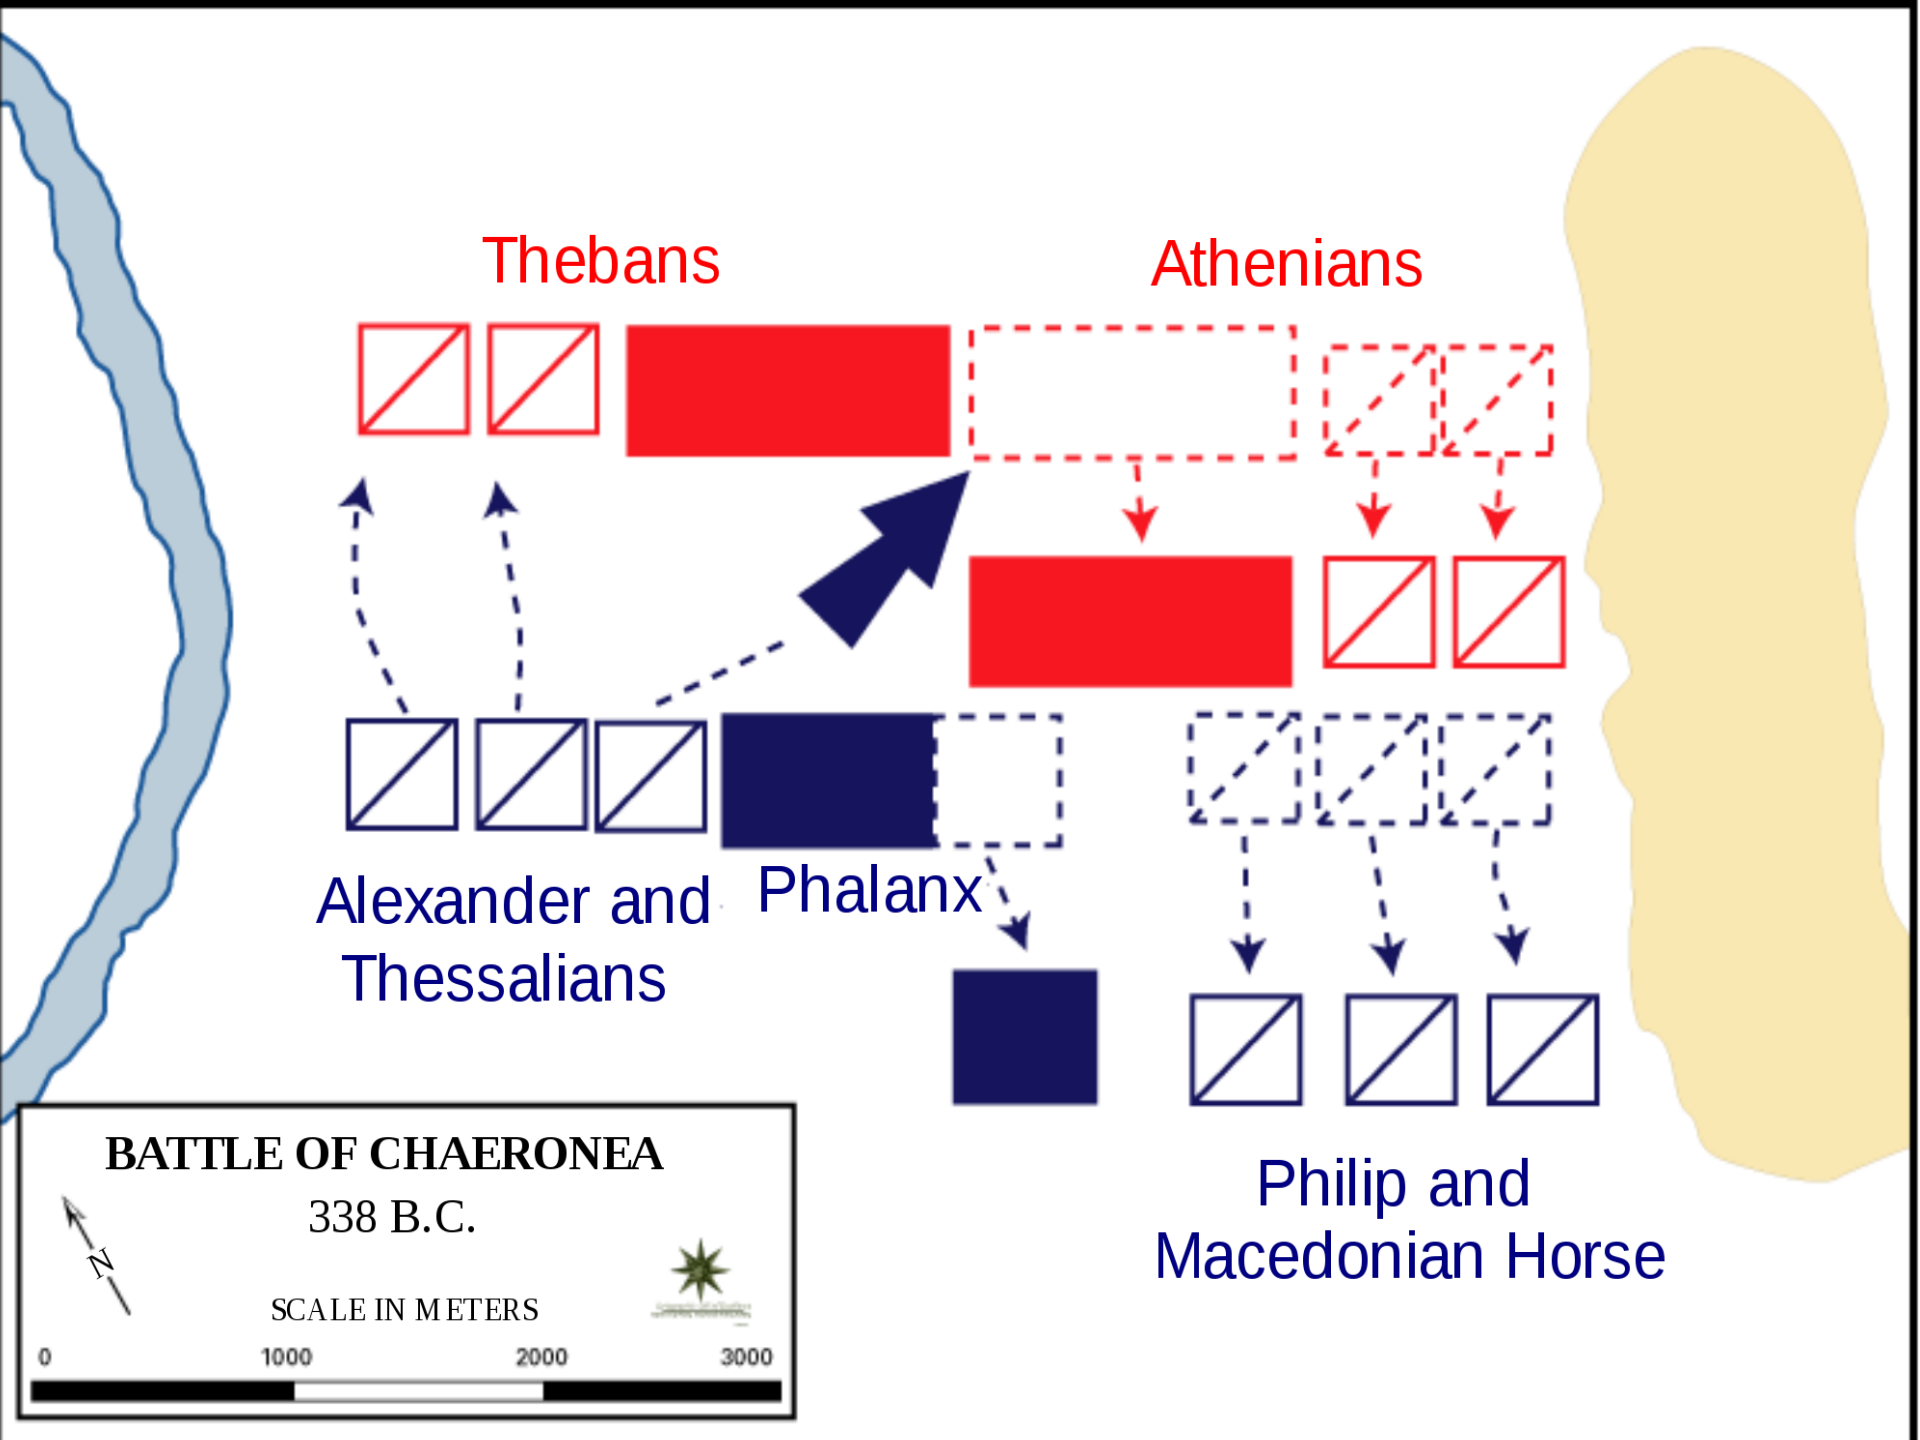 Thebans
Athenians
Alexander and
Thessalians
Phalanx
Philip and
Macedonian Horse
BATTLE OF CHAERONEA
338 B.C.
N
SCALE IN METERS
0 1000 2000 3000